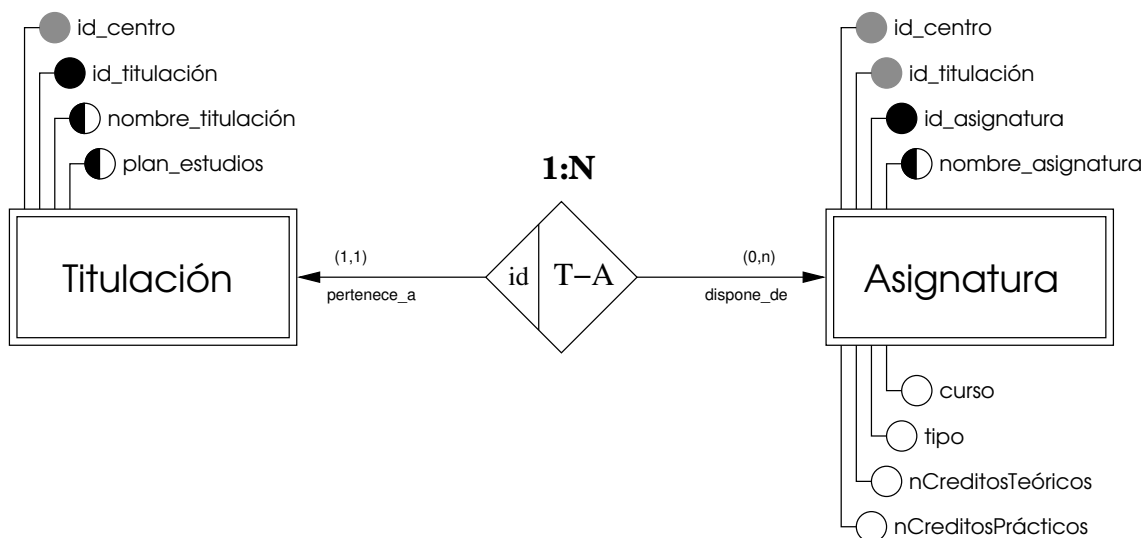 id_centro
id_titulación
nombre_titulación
plan_estudios
Titulación
1:N
(1,1)
pertenece_a
id
T–A
(0,n)
dispone_de
id_centro
id_titulación
id_asignatura
nombre_asignatura
Asignatura
curso
tipo
nCreditosTeóricos
nCreditosPrácticos